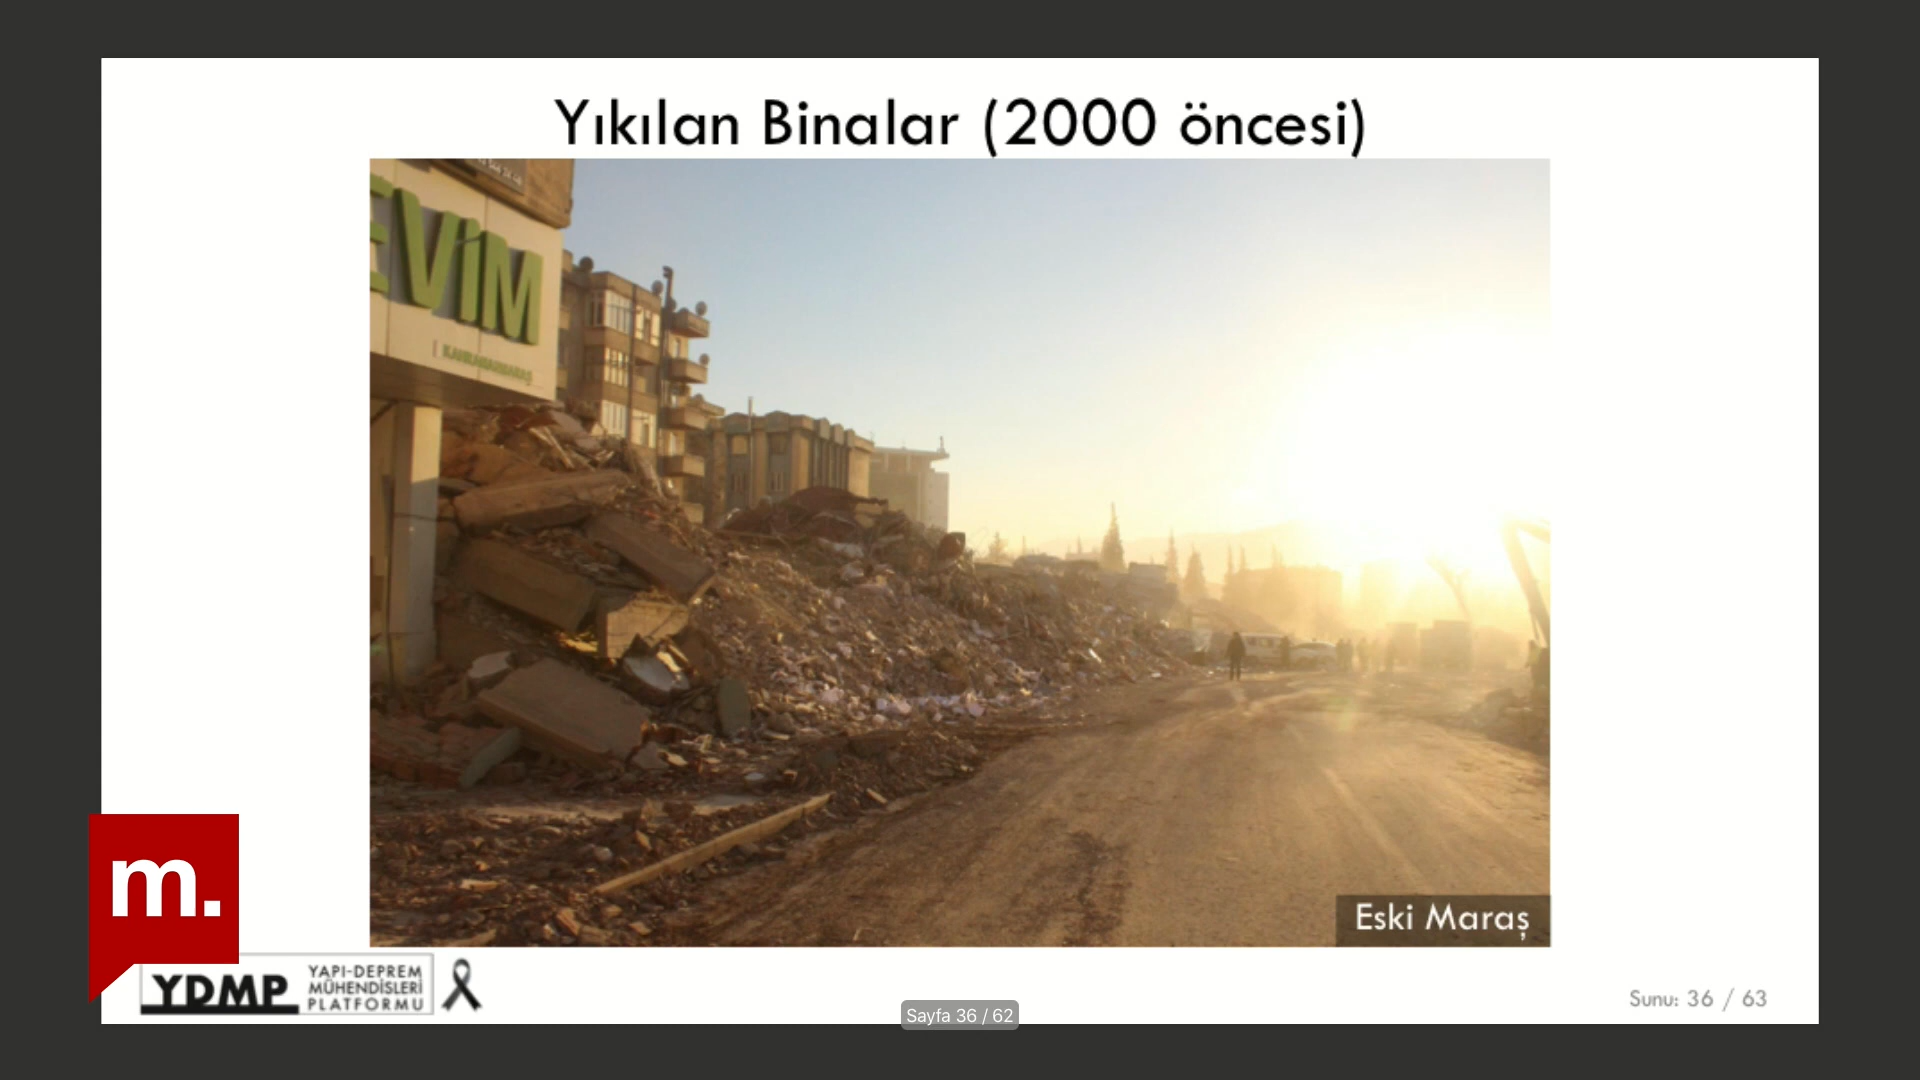 Yıkılan Binalar (2000 öncesi)
EVİM
KAHRAMANMARAŞ
Eski Maraş
m.
YDMP
YAPI-DEPREM
MÜHENDİSLERİ
PLATFORMU
Sayfa 36 / 62
Sunu: 36 / 63